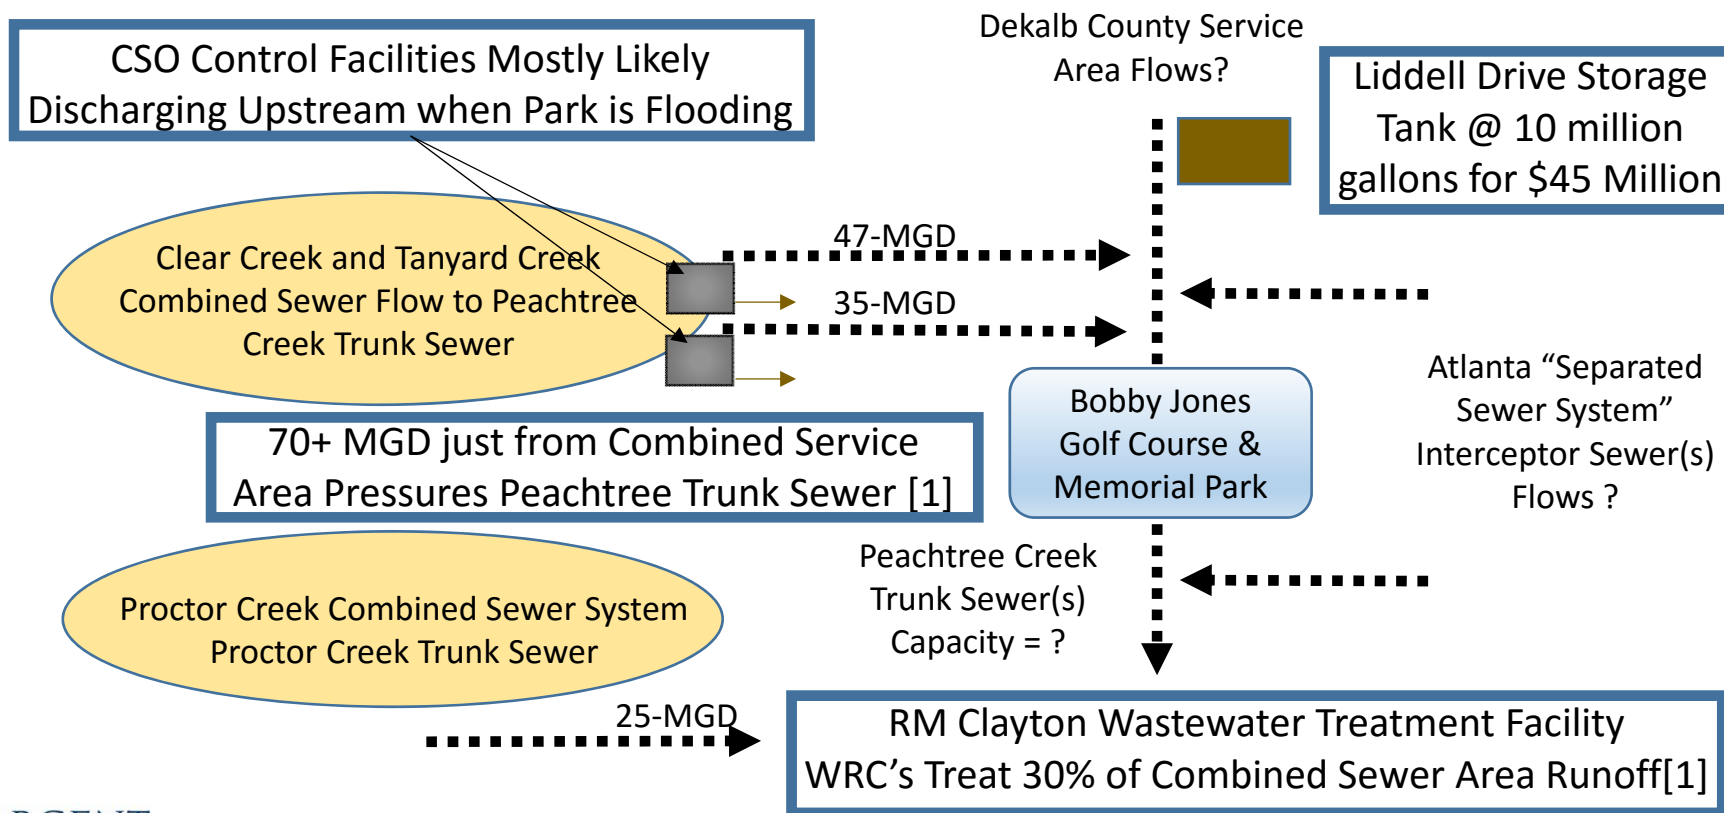 CSO Control Facilities Mostly Likely
Discharging Upstream when Park is Flooding
Dekalb County Service
Area Flows?
Liddell Drive Storage
Tank @ 10 million
gallons for $45 Million
Clear Creek and Tanyard Creek
Combined Sewer Flow to Peachtree
Creek Trunk Sewer
47-MGD
35-MGD
70+ MGD just from Combined Service
Area Pressures Peachtree Trunk Sewer [1]
Bobby Jones
Golf Course &
Memorial Park
Atlanta “Separated
Sewer System”
Interceptor Sewer(s)
Flows ?
Proctor Creek Combined Sewer System
Proctor Creek Trunk Sewer
Peachtree Creek
Trunk Sewer(s)
Capacity = ?
25-MGD
RM Clayton Wastewater Treatment Facility
WRC’s Treat 30% of Combined Sewer Area Runoff[1]